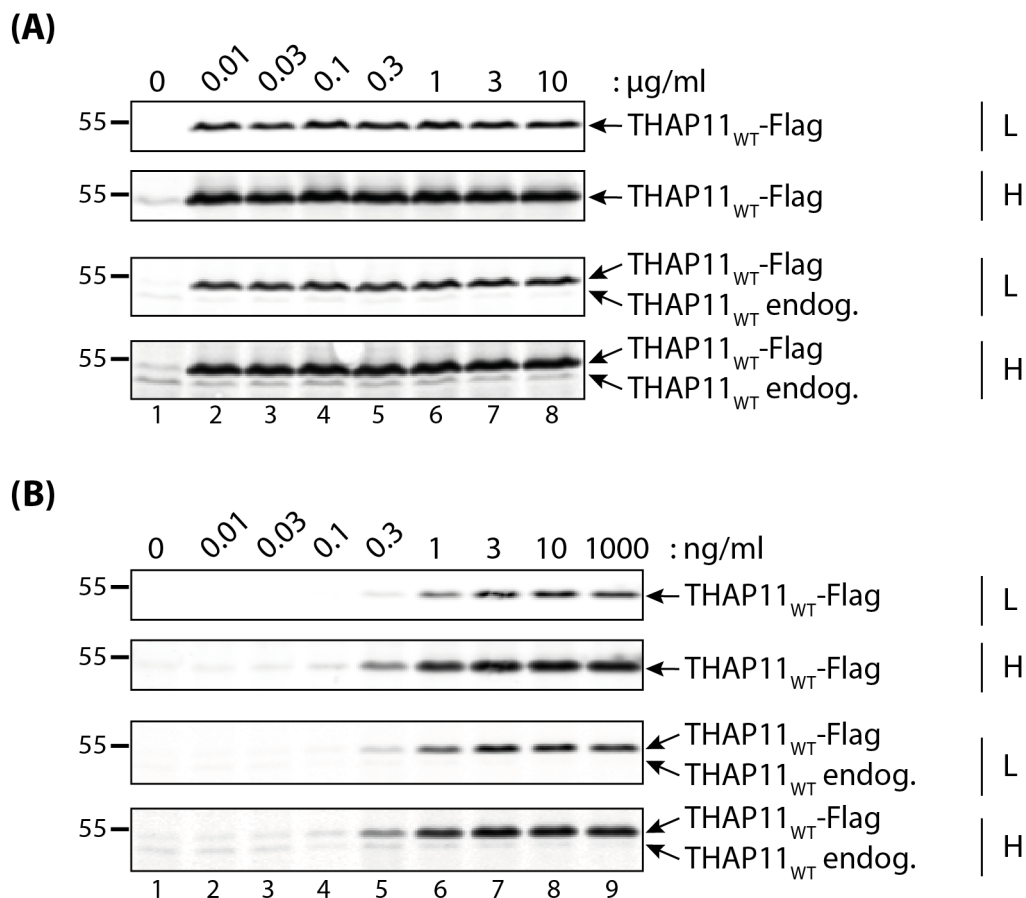 (A)
0 0.01 0.03 0.1 0.3 1 3 10 : µg/ml
55 THAP11WT-Flag L
55 THAP11WT-Flag H
55 THAP11WT-Flag
THAP11WT endog. L
55 THAP11WT-Flag
THAP11WT endog. H
1 2 3 4 5 6 7 8
(B)
0 0.01 0.03 0.1 0.3 1 3 10 1000 : ng/ml
55 THAP11WT-Flag L
55 THAP11WT-Flag H
55 THAP11WT-Flag
THAP11WT endog. L
55 THAP11WT-Flag
THAP11WT endog. H
1 2 3 4 5 6 7 8 9